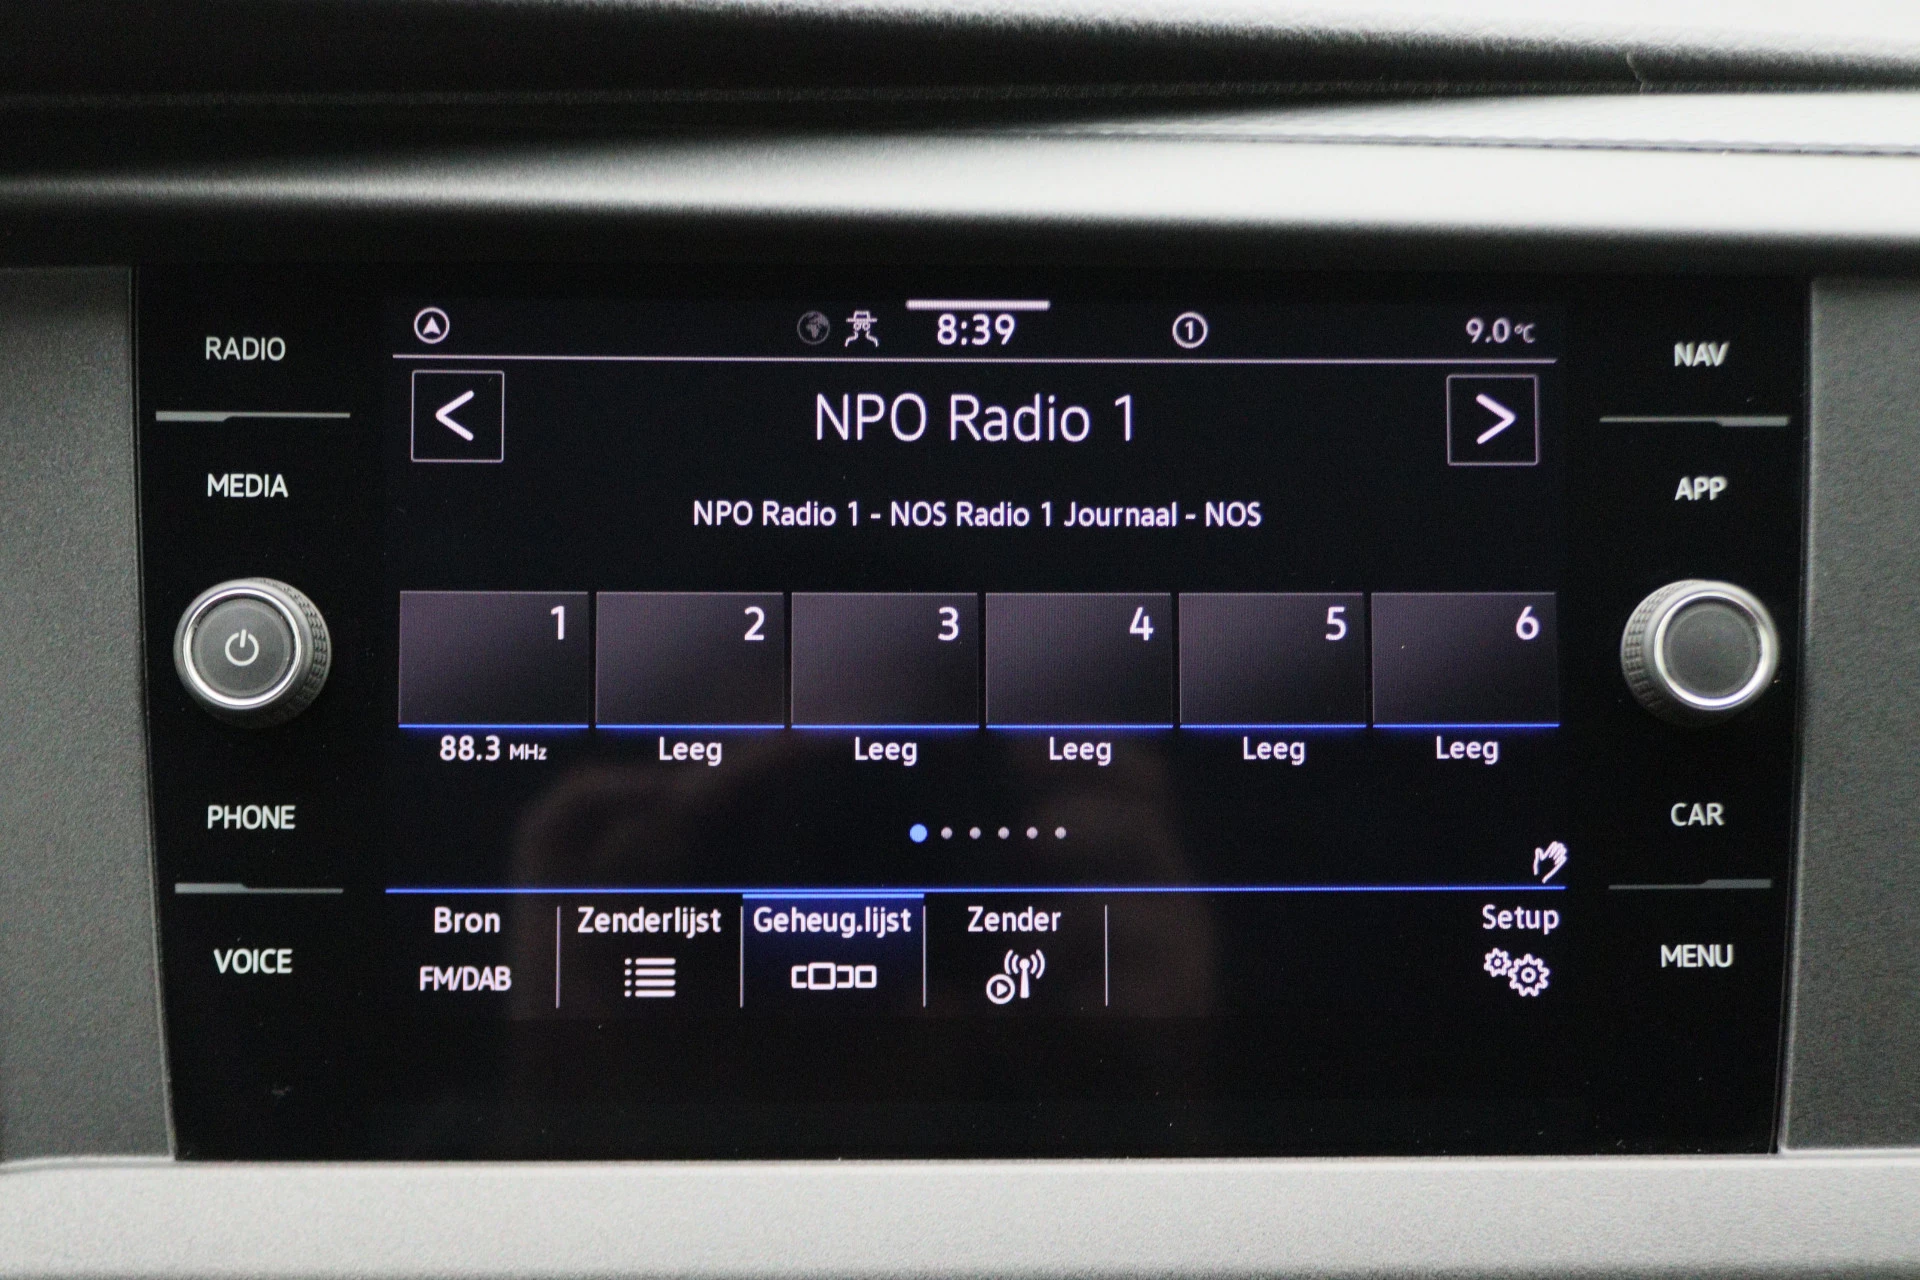 8:39 1 9.0°C
RADIO
NAV
< NPO Radio 1 >
MEDIA
APP
NPO Radio 1 - NOS Radio 1 Journaal - NOS
1 2 3 4 5 6
88.3 MHz Leeg Leeg Leeg Leeg Leeg
PHONE
CAR
Bron Zenderlijst Geheug.lijst Zender Setup
FM/DAB
VOICE
MENU